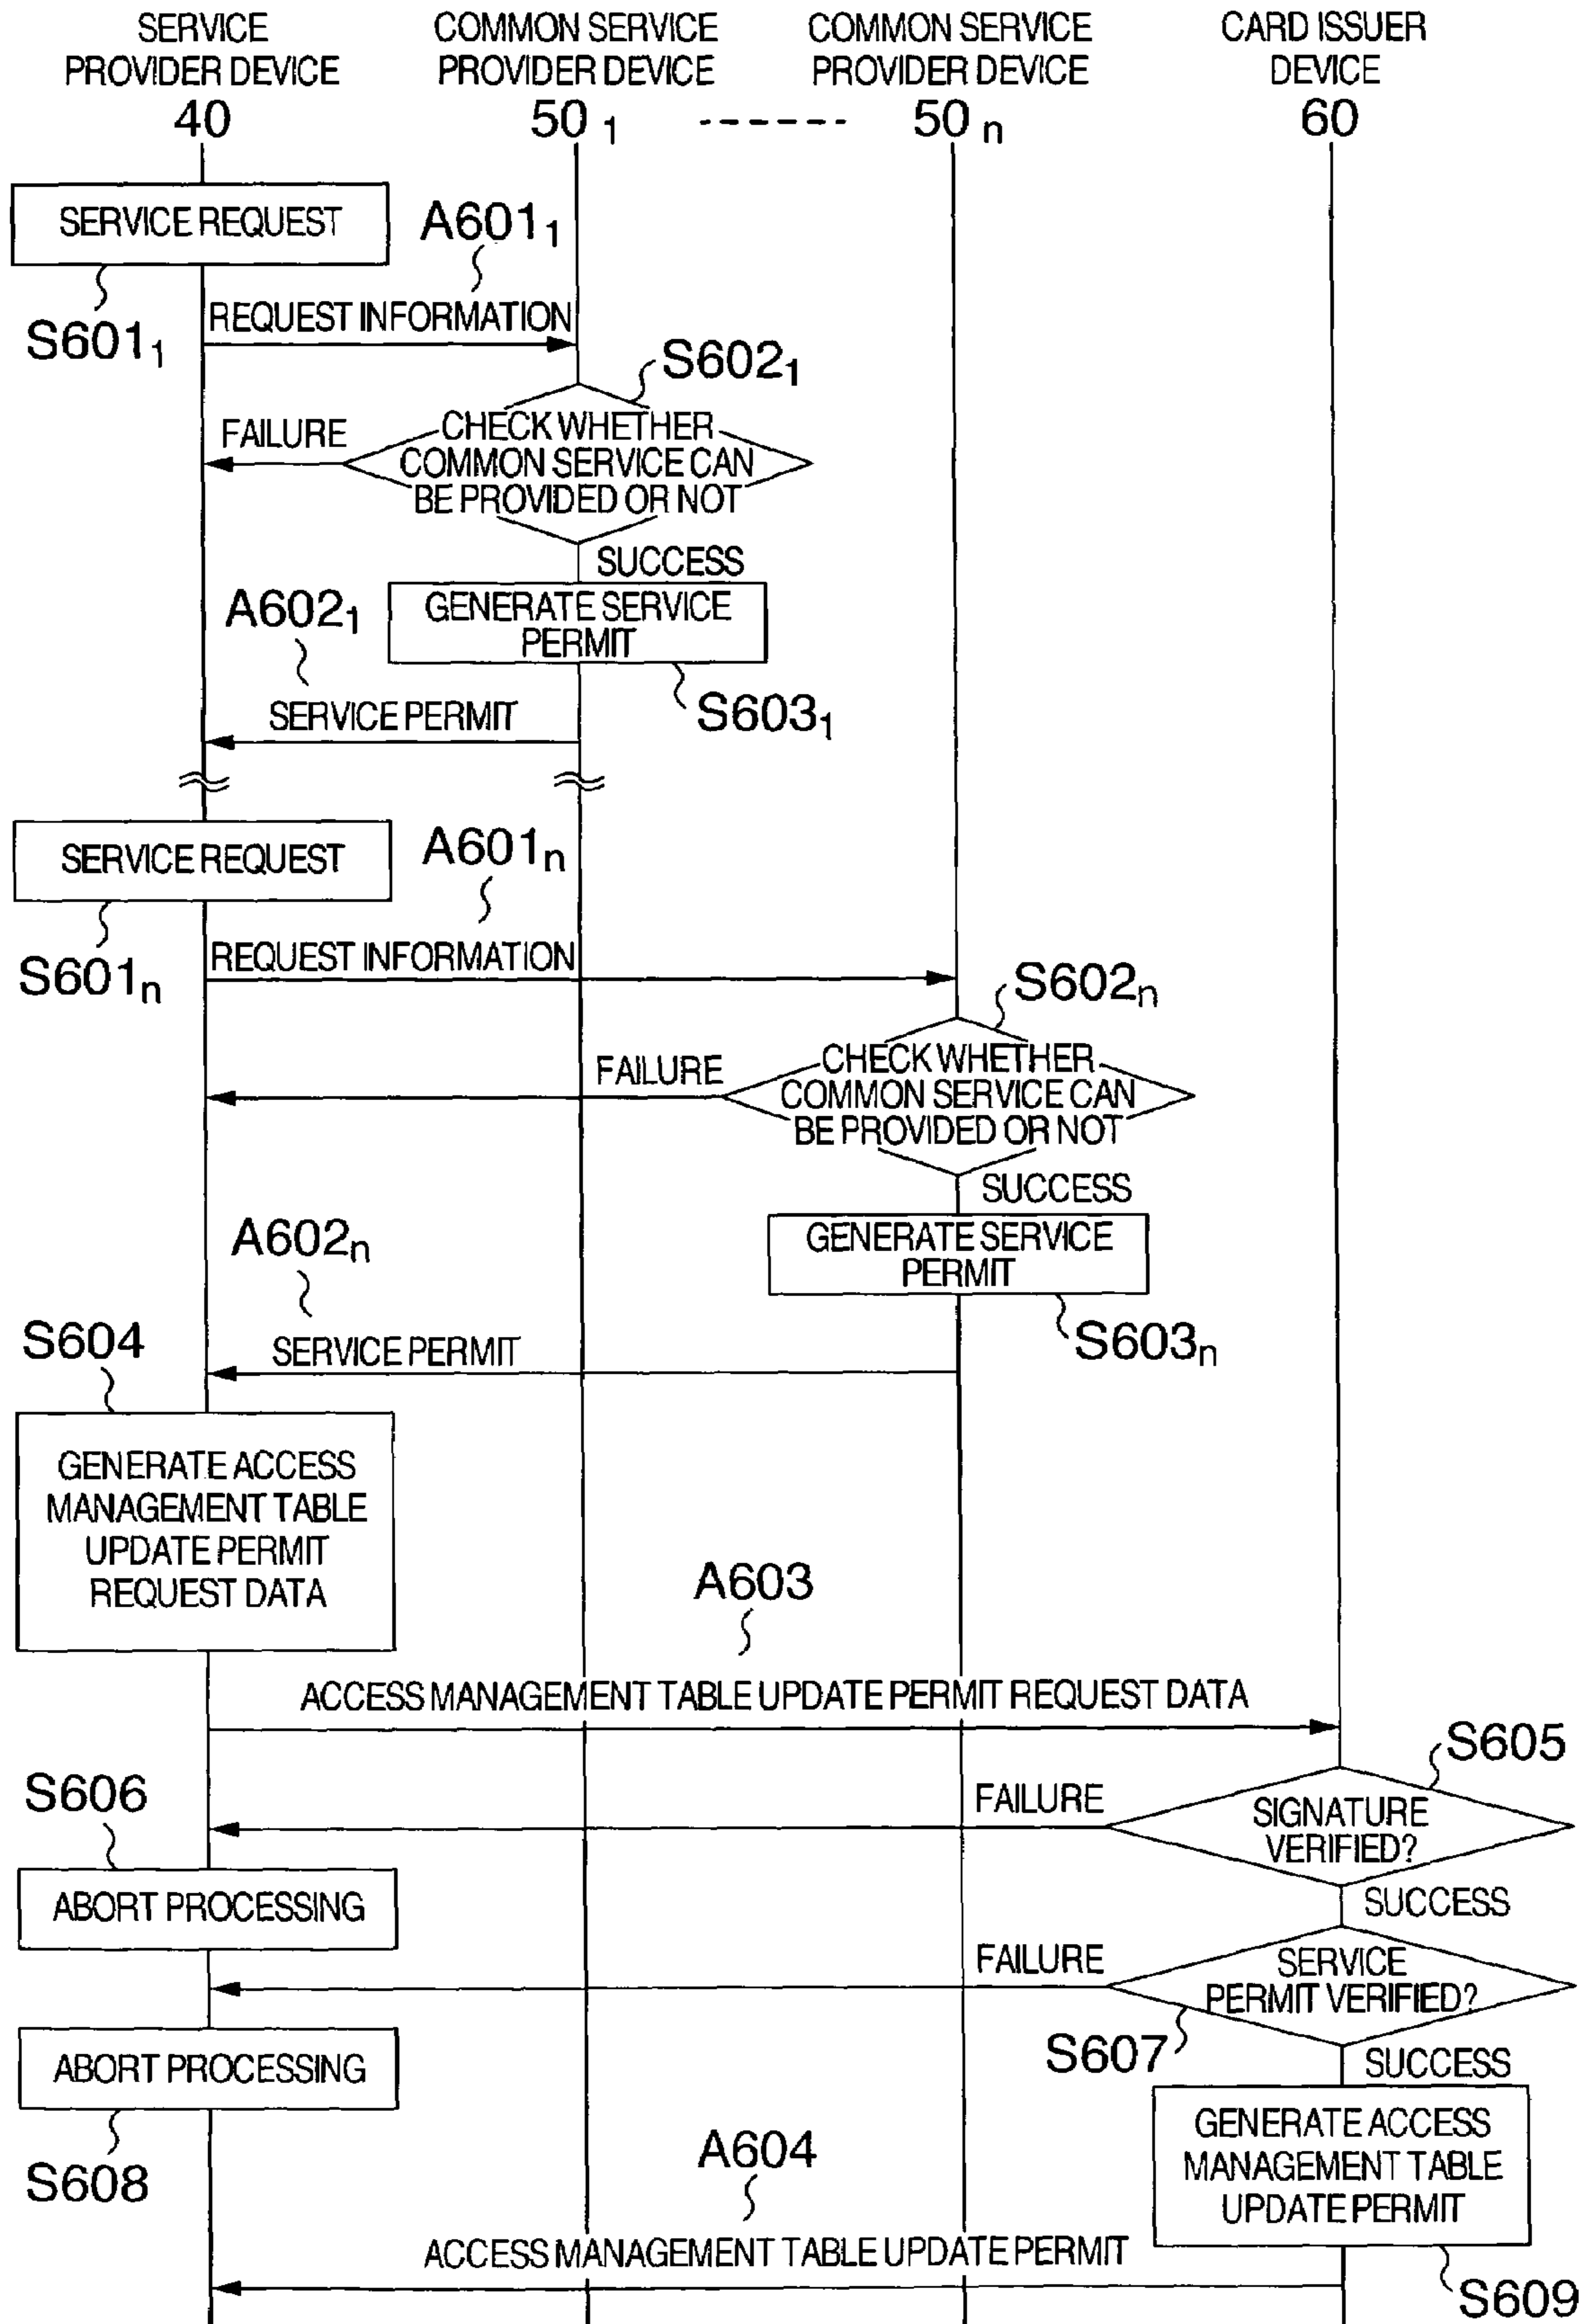 SERVICE
PROVIDER DEVICE
40
COMMON SERVICE
PROVIDER DEVICE
50 1
------
COMMON SERVICE
PROVIDER DEVICE
50 n
CARD ISSUER
DEVICE
60
SERVICE REQUEST
S601 1
A601 1
REQUEST INFORMATION
S602 1
CHECK WHETHER
COMMON SERVICE CAN
BE PROVIDED OR NOT
FAILURE
SUCCESS
GENERATE SERVICE
PERMIT
S603 1
A602 1
SERVICE PERMIT
SERVICE REQUEST
S601 n
A601 n
REQUEST INFORMATION
S602 n
CHECK WHETHER
COMMON SERVICE CAN
BE PROVIDED OR NOT
FAILURE
SUCCESS
GENERATE SERVICE
PERMIT
S603 n
A602 n
SERVICE PERMIT
S604
GENERATE ACCESS
MANAGEMENT TABLE
UPDATE PERMIT
REQUEST DATA
A603
ACCESS MANAGEMENT TABLE UPDATE PERMIT REQUEST DATA
S605
SIGNATURE
VERIFIED?
FAILURE
S606
ABORT PROCESSING
SUCCESS
SERVICE
PERMIT VERIFIED?
S607
FAILURE
ABORT PROCESSING
S608
SUCCESS
GENERATE ACCESS
MANAGEMENT TABLE
UPDATE PERMIT
S609
A604
ACCESS MANAGEMENT TABLE UPDATE PERMIT